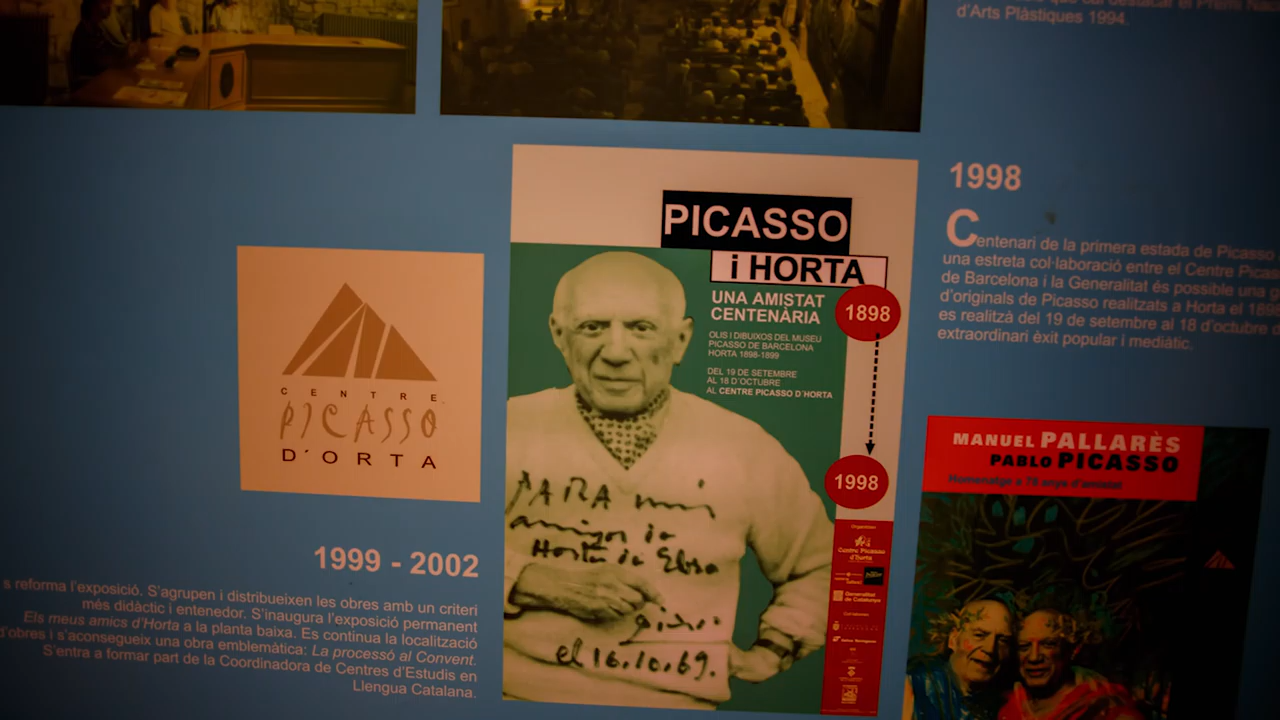 d'Arts Plàstiques 1994.
PICASSO
i HORTA
UNA AMISTAT
CENTENÀRIA
OLIS I DIBUIXOS DEL MUSEU
PICASSO DE BARCELONA
HORTA 1898-1899
DEL 19 DE SETEMBRE
AL 18 D'OCTUBRE
AL CENTRE PICASSO D'HORTA
1898
1998
PARA mis
amigos de
Horta de Ebro
Picasso
el 16.10.69.
Centre Picasso
d'Horta
Generalitat
de Catalunya
CENTRE
PICASSO
D'ORTA
1999 - 2002
s reforma l'exposició. S'agrupen i distribueixen les obres amb un criteri
més didàctic i entenedor. S'inaugura l'exposició permanent
Els meus amics d'Horta a la planta baixa. Es continua la localització
d'obres i s'aconsegueix una obra emblemàtica: La processó al Convent.
S'entra a formar part de la Coordinadora de Centres d'Estudis en
Llengua Catalana.
1998
Centenari de la primera estada de Picasso
una estreta col·laboració entre el Centre Picas
de Barcelona i la Generalitat és possible una
d'originals de Picasso realitzats a Horta el 189
es realitzà del 19 de setembre al 18 d'octubre
extraordinari èxit popular i mediàtic.
MANUEL PALLARÈS
PABLO PICASSO
Homenatge a 78 anys d'amistat